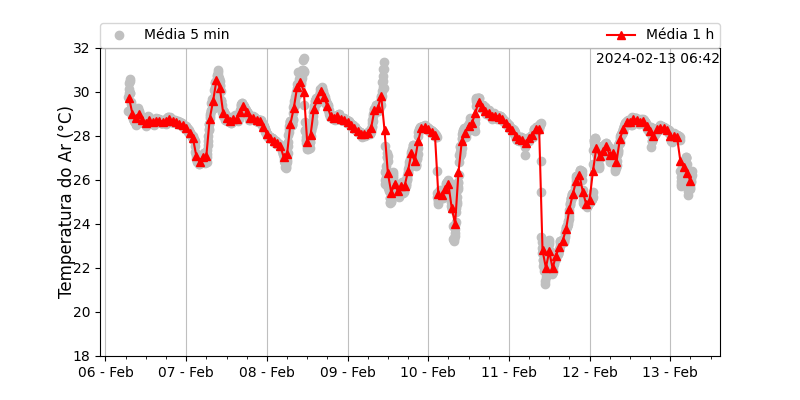 Média 5 min
Média 1 h
2024-02-13 06:42
Temperatura do Ar (°C)
32
30
28
26
24
22
20
18
06 - Feb
07 - Feb
08 - Feb
09 - Feb
10 - Feb
11 - Feb
12 - Feb
13 - Feb